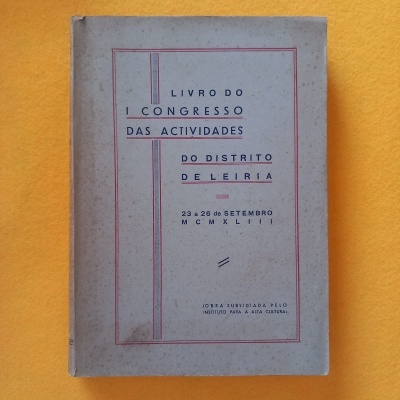 LIVRO DO
I CONGRESSO
DAS ACTIVIDADES
DO DISTRITO
DE LEIRIA
23 a 26 de SETEMBRO
MCMXLIII
(OBRA SUBSIDIADA PELO
INSTITUTO PARA A ALTA CULTURA)